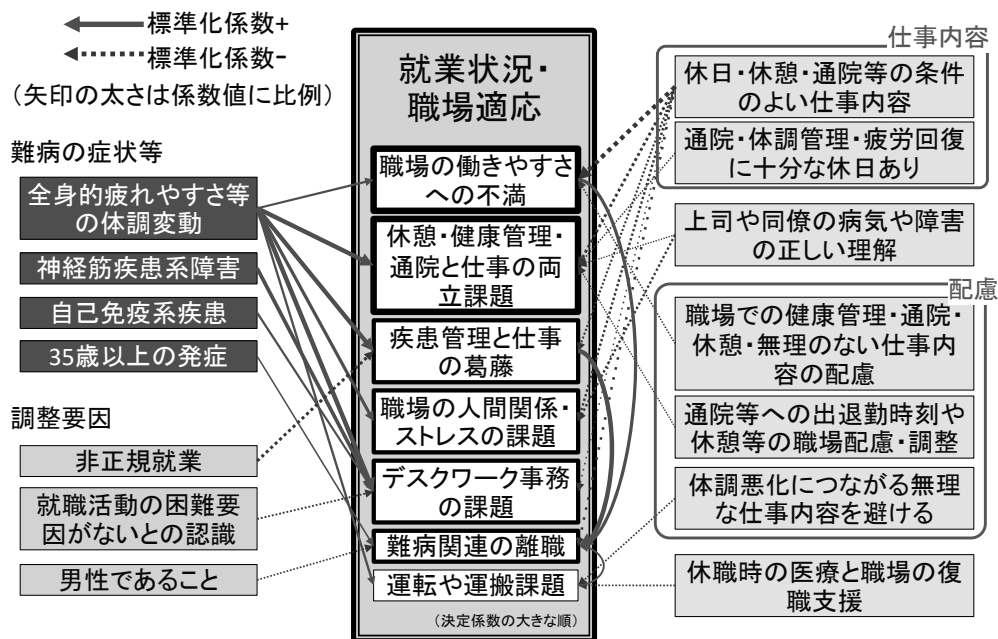 標準化係数+
標準化係数-
（矢印の太さは係数値に比例）
難病の症状等
全身的疲れやすさ等
の体調変動
神経筋疾患系障害
自己免疫系疾患
35歳以上の発症
調整要因
非正規就業
就職活動の困難要
因がないとの認識
男性であること
就業状況・
職場適応
職場の働きやすさ
への不満
休憩・健康管理・
通院と仕事の両
立課題
疾患管理と仕事
の葛藤
職場の人間関係・
ストレスの課題
デスクワーク事務
の課題
難病関連の離職
運転や運搬課題
（決定係数の大きな順）
仕事内容
休日・休憩・通院等の条件
のよい仕事内容
通院・体調管理・疲労回復
に十分な休日あり
上司や同僚の病気や障害
の正しい理解
配慮
職場での健康管理・通院・
休憩・無理のない仕事内
容の配慮
通院等への出退勤時刻や
休憩等の職場配慮・調整
体調悪化につながる無理
な仕事内容を避ける
休職時の医療と職場の復
職支援